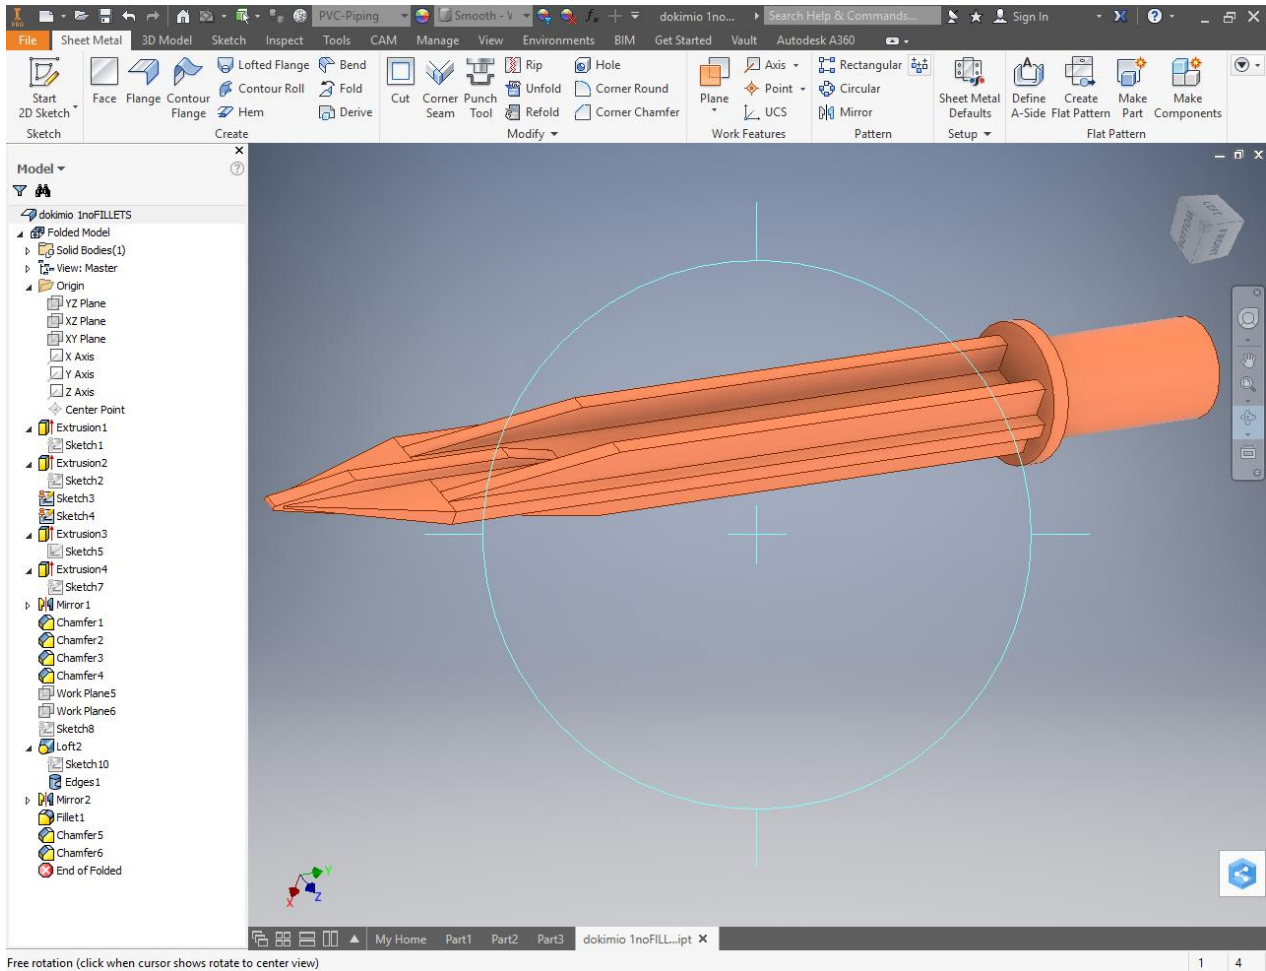 PRO
PVC-Piping
Smooth - V
dokimio 1no...
Search Help & Commands...
Sign In
File Sheet Metal 3D Model Sketch Inspect Tools CAM Manage View Environments BIM Get Started Vault Autodesk A360
Start
2D Sketch
Face
Flange
Contour
Flange
Lofted Flange
Contour Roll
Hem
Bend
Fold
Derive
Cut
Corner
Seam
Punch
Tool
Rip
Unfold
Refold
Hole
Corner Round
Corner Chamfer
Plane
Axis
Point
UCS
Rectangular
Circular
Mirror
Sheet Metal
Defaults
Define
A-Side
Create
Flat Pattern
Make
Part
Make
Components
Sketch Create Modify Work Features Pattern Setup Flat Pattern
Model
dokimio 1noFILLETS
Folded Model
Solid Bodies(1)
View: Master
Origin
YZ Plane
XZ Plane
XY Plane
X Axis
Y Axis
Z Axis
Center Point
Extrusion1
Sketch1
Extrusion2
Sketch2
Sketch3
Sketch4
Extrusion3
Sketch5
Extrusion4
Sketch7
Mirror1
Chamfer1
Chamfer2
Chamfer3
Chamfer4
Work Plane5
Work Plane6
Sketch8
Loft2
Sketch10
Edges1
Mirror2
Fillet1
Chamfer5
Chamfer6
End of Folded
LEFT
BOTTOM
FRONT
Y
X
Z
My Home Part1 Part2 Part3 dokimio 1noFILL...ipt
Free rotation (click when cursor shows rotate to center view)
1 4